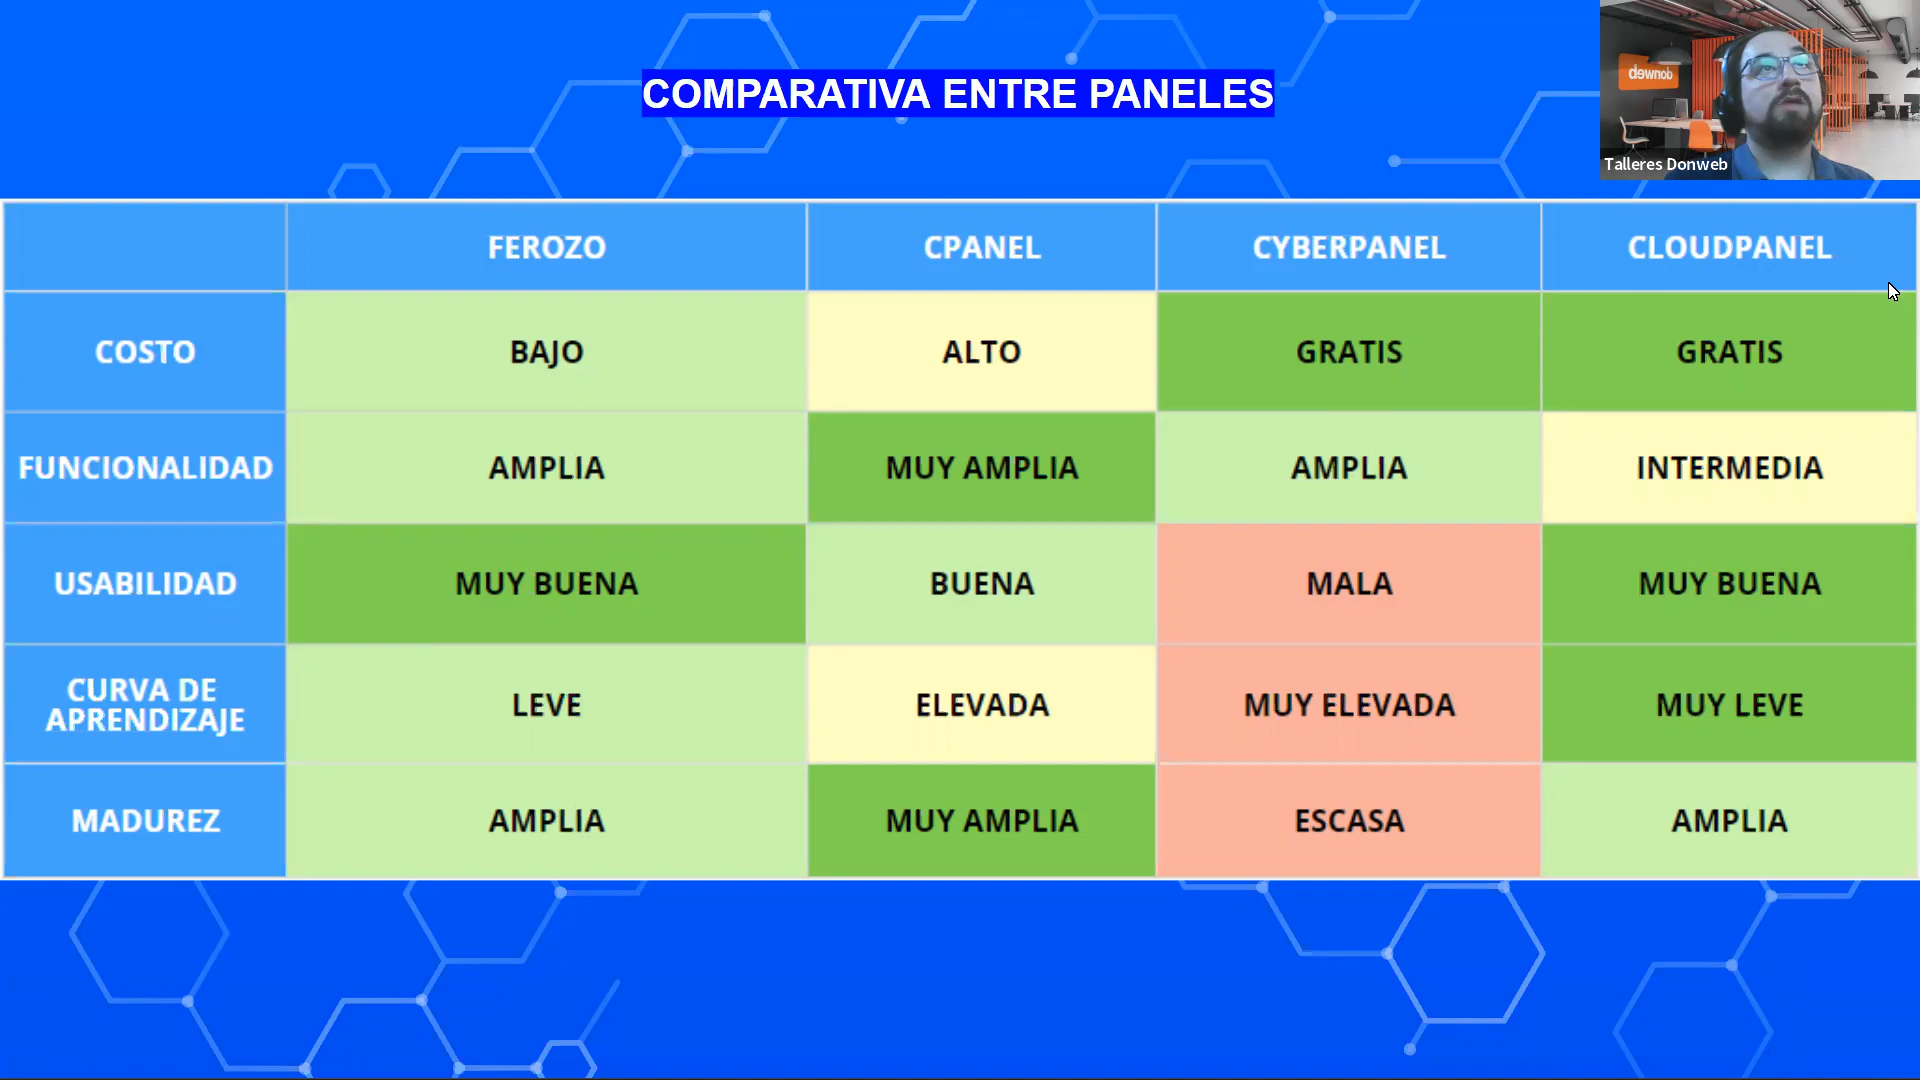 COMPARATIVA ENTRE PANELES
donweb
Talleres Donweb
FEROZO CPANEL CYBERPANEL CLOUDPANEL
COSTO BAJO ALTO GRATIS GRATIS
FUNCIONALIDAD AMPLIA MUY AMPLIA AMPLIA INTERMEDIA
USABILIDAD MUY BUENA BUENA MALA MUY BUENA
CURVA DE
APRENDIZAJE LEVE ELEVADA MUY ELEVADA MUY LEVE
MADUREZ AMPLIA MUY AMPLIA ESCASA AMPLIA